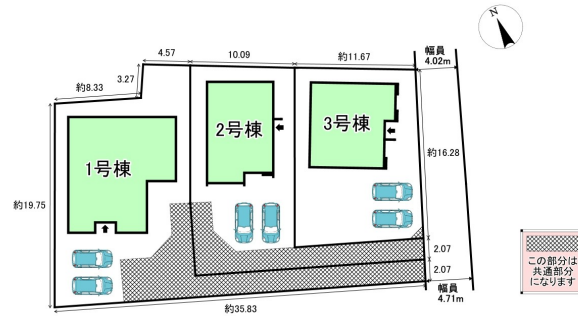 N
幅員
4.02m
4.57
10.09
約11.67
3.27
約8.33
1号棟
2号棟
3号棟
約16.28
約19.75
2.07
2.07
幅員
4.71m
約35.83
この部分は
共通部分
になります